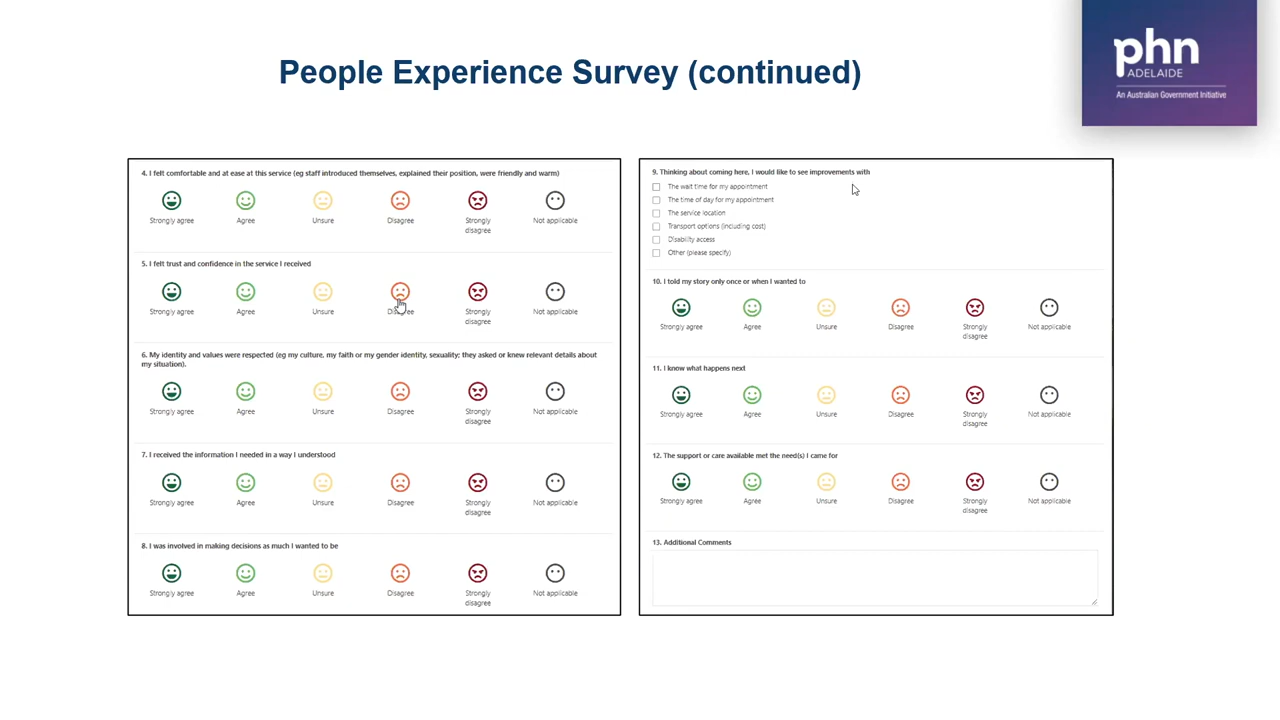 People Experience Survey (continued)
phn
ADELAIDE
An Australian Government Initiative
4. I felt comfortable and at ease at this service (eg staff introduced themselves, explained their position, were friendly and warm)
Strongly agree Agree Unsure Disagree Strongly disagree Not applicable
5. I felt trust and confidence in the service I received
Strongly agree Agree Unsure Disagree Strongly disagree Not applicable
6. My identity and values were respected (eg my culture, my faith or my gender identity, sexuality; they asked or knew relevant details about
my situation).
Strongly agree Agree Unsure Disagree Strongly disagree Not applicable
7. I received the information I needed in a way I understood
Strongly agree Agree Unsure Disagree Strongly disagree Not applicable
8. I was involved in making decisions as much I wanted to be
Strongly agree Agree Unsure Disagree Strongly disagree Not applicable
9. Thinking about coming here, I would like to see improvements with
The wait time for my appointment
The time of day for my appointment
The service location
Transport options (including cost)
Disability access
Other (please specify)
10. I told my story only once or when I wanted to
Strongly agree Agree Unsure Disagree Strongly disagree Not applicable
11. I know what happens next
Strongly agree Agree Unsure Disagree Strongly disagree Not applicable
12. The support or care available met the need(s) I came for
Strongly agree Agree Unsure Disagree Strongly disagree Not applicable
13. Additional Comments